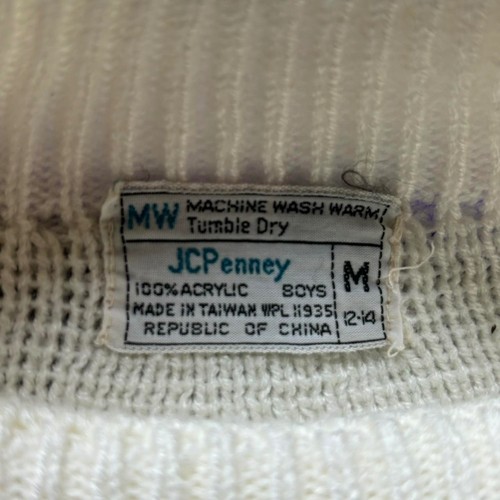 MW MACHINE WASH WARM
Tumble Dry
JCPenney
100% ACRYLIC BOYS
MADE IN TAIWAN WPL 11935
REPUBLIC OF CHINA
M
12-14